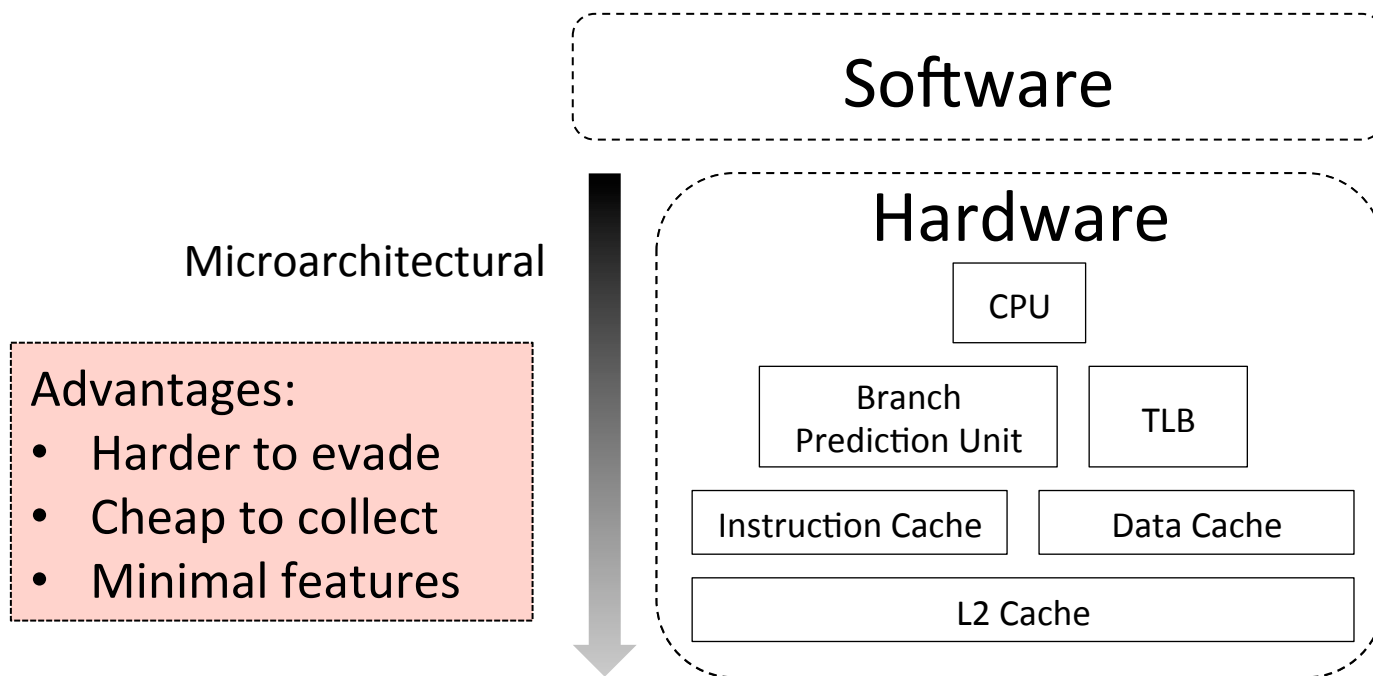 Software
Hardware
Microarchitectural
CPU
Branch
Prediction Unit
TLB
Instruction Cache
Data Cache
L2 Cache
Advantages:
• Harder to evade
• Cheap to collect
• Minimal features